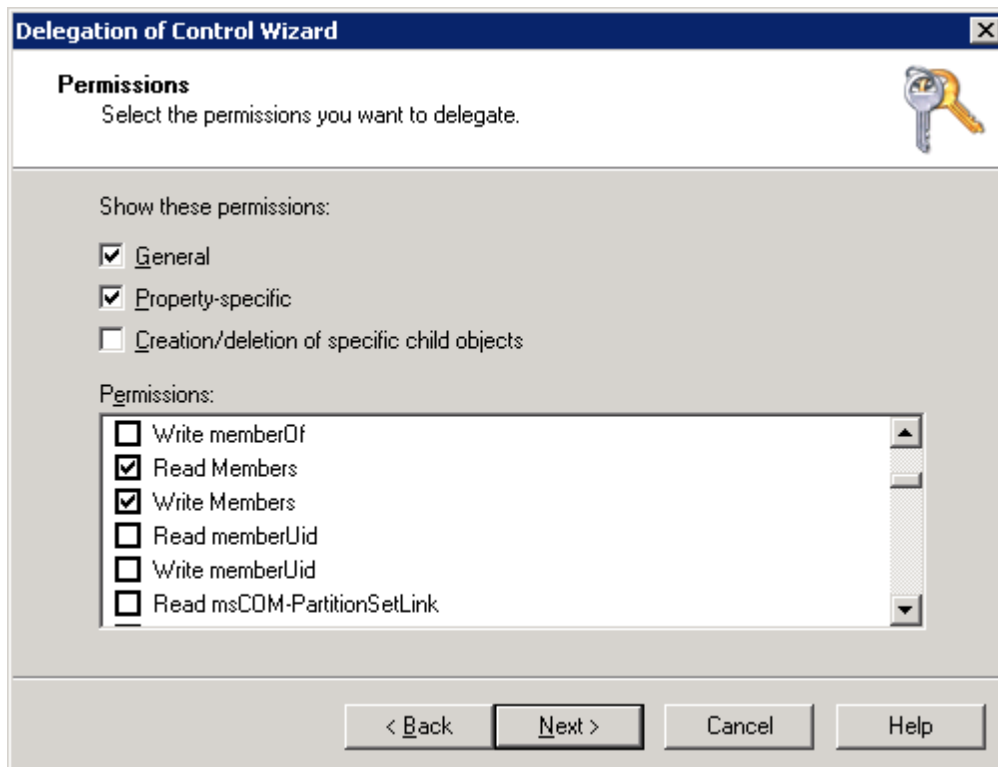 Delegation of Control Wizard
Permissions
Select the permissions you want to delegate.
Show these permissions:
General
Property-specific
Creation/deletion of specific child objects
Permissions:
Write memberOf
Read Members
Write Members
Read memberUid
Write memberUid
Read msCOM-PartitionSetLink
< Back Next > Cancel Help